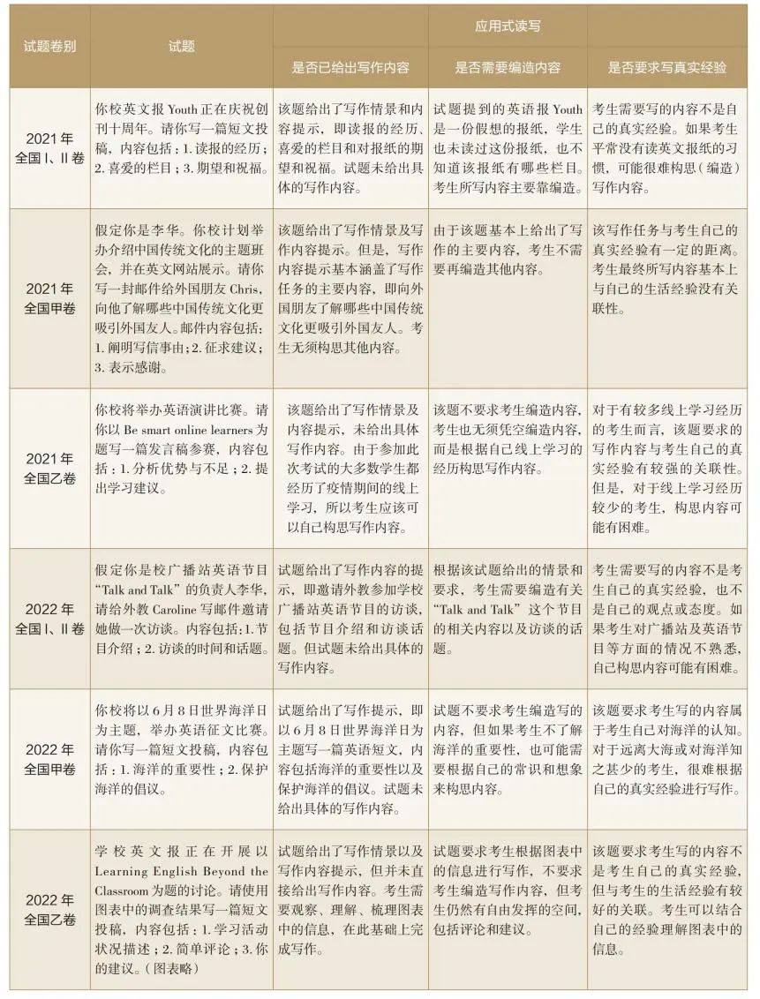 试题卷别
试题
应用式读写
是否已给出写作内容
是否需要编造内容
是否要求写真实经验
2021 年
全国 I、II 卷
你校英文报 Youth 正在庆祝创
刊十周年。请你写一篇短文投
稿，内容包括：1. 读报的经历；
2. 喜爱的栏目；3. 期望和祝福。
该题给出了写作情景和内
容提示，即读报的经历、
喜爱的栏目和对报纸的期
望和祝福。试题未给出具
体的写作内容。
试题提到的英语报 Youth
是一份假想的报纸，学生
也未读过这份报纸，也不
知道该报纸有哪些栏目。
考生所写内容主要靠编造。
考生需要写的内容不是自
己的真实经验。如果考生
平常没有读英文报纸的习
惯，可能很难构思（编造）
写作内容。
2021 年
全国甲卷
假定你是李华。你校计划举
办介绍中国传统文化的主题班
会，并在英文网站展示。请你
写一封邮件给外国朋友 Chris，
向他了解哪些中国传统文化更
吸引外国友人。邮件内容包括：
1. 阐明写信事由；2. 征求建议；
3. 表示感谢。
该题给出了写作情景及写
作内容提示。但是，写作
内容提示基本涵盖了写作
任务的主要内容，即向外
国朋友了解哪些中国传统
文化更吸引外国友人。考
生无须构思其他内容。
由于该题基本上给出了写
作的主要内容，考生不需
要再编造其他内容。
该写作任务与考生自己的
真实经验有一定的距离。
考生最终所写内容基本上
与自己的生活经验没有关
联性。
2021 年
全国乙卷
你校将举办英语演讲比赛。请
你以 Be smart online learners 为
题写一篇发言稿参赛，内容包
括：1. 分析优势与不足；2. 提
出学习建议。
该题给出了写作情景及
内容提示，未给出具体
写作内容。由于参加此
次考试的大多数学生都
经历了疫情期间的线上
学习，所以考生应该可
以自己构思写作内容。
该题不要求考生编造内容，
考生也无须凭空编造内容，
而是根据自己线上学习的
经历构思写作内容。
对于有较多线上学习经历
的考生而言，该题要求的
写作内容与考生自己的真
实经验有较强的关联性。
但是，对于线上学习经历
较少的考生，构思内容可
能有困难。
2022 年
全国 I、II 卷
假定你是校广播站英语节目
“Talk and Talk”的负责人李华，
请给外教 Caroline 写邮件邀请
她做一次访谈。内容包括：1. 节
目介绍；2. 访谈的时间和话题。
试题给出了写作内容的提
示，即邀请外教参加学校
广播站英语节目的访谈，
包括节目介绍和访谈话
题。但试题未给出具体的
写作内容。
根据该试题给出的情景和
要求，考生需要编造有关
“Talk and Talk” 这个节目
的相关内容以及访谈的话
题。
考生需要写的内容不是考
生自己的真实经验，也不
是自己的观点或态度。如
果考生对广播站及英语节
目等方面的情况不熟悉，
自己构思内容可能有困难。
2022 年
全国甲卷
你校将以 6 月 8 日世界海洋日
为主题，举办英语征文比赛。
请你写一篇短文投稿，内容包
括：1. 海洋的重要性；2. 保护
海洋的倡议。
试题给出了写作提示，即
以 6 月 8 日世界海洋日为
主题写一篇英语短文，内
容包括海洋的重要性以及
保护海洋的倡议。试题未
给出具体的写作内容。
试题不要求考生编造写的
内容，但如果考生不了解
海洋的重要性，也可能需
要根据自己的常识和想象
来构思内容。
该题要求考生写的内容属
于考生自己对海洋的认知。
对于远离大海或对海洋知
之甚少的考生，很难根据
自己的真实经验进行写作。
2022 年
全国乙卷
学校英文报正在开展以
Learning English Beyond the
Classroom 为题的讨论。请使用
图表中的调查结果写一篇短文
投稿，内容包括：1. 学习活动
状况描述；2. 简单评论；3. 你
的建议。（图表略）
试题给出了写作情景以及
写作内容提示，但并未直
接给出写作内容。考生需
要观察、理解、梳理图表
中的信息，在此基础上完
成写作。
试题要求考生根据图表中
的信息进行写作，不要求
考生编造写作内容，但考
生仍然有自由发挥的空间，
包括评论和建议。
该题要求考生写的内容不
是考生自己的真实经验，
但与考生的生活经验有较
好的关联。考生可以结合
自己的经验理解图表中的
信息。